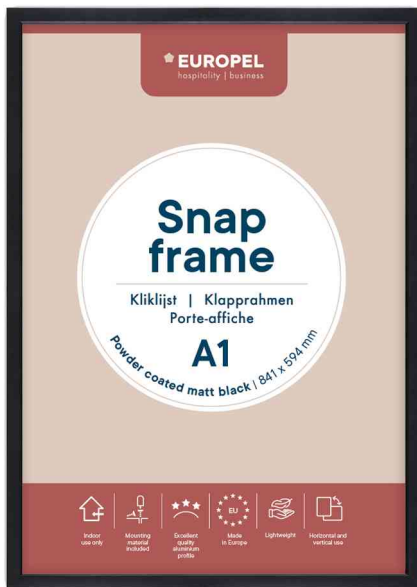 EUROPEL
hospitality | business
Snap
frame
Kliklijst | Klapprahmen
Porte-affiche
A1
Powder coated matt black | 841 x 594 mm
Indoor
use only
Mounting
material
included
Excellent
quality
aluminium
profile
EU
Made
in Europe
Lightweight
Horizontal and
vertical use